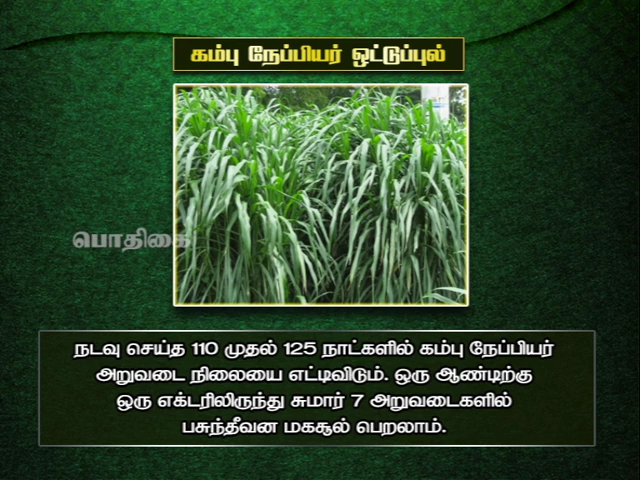 கம்பு நேப்பியர் ஒட்டுப்புல்
பொதிகை
நடவு செய்த 110 முதல் 125 நாட்களில் கம்பு நேப்பியர்
அறுவடை நிலையை எட்டிவிடும். ஒரு ஆண்டிற்கு
ஒரு எக்டரிலிருந்து சுமார் 7 அறுவடைகளில்
பசுந்தீவன மகசூல் பெறலாம்.